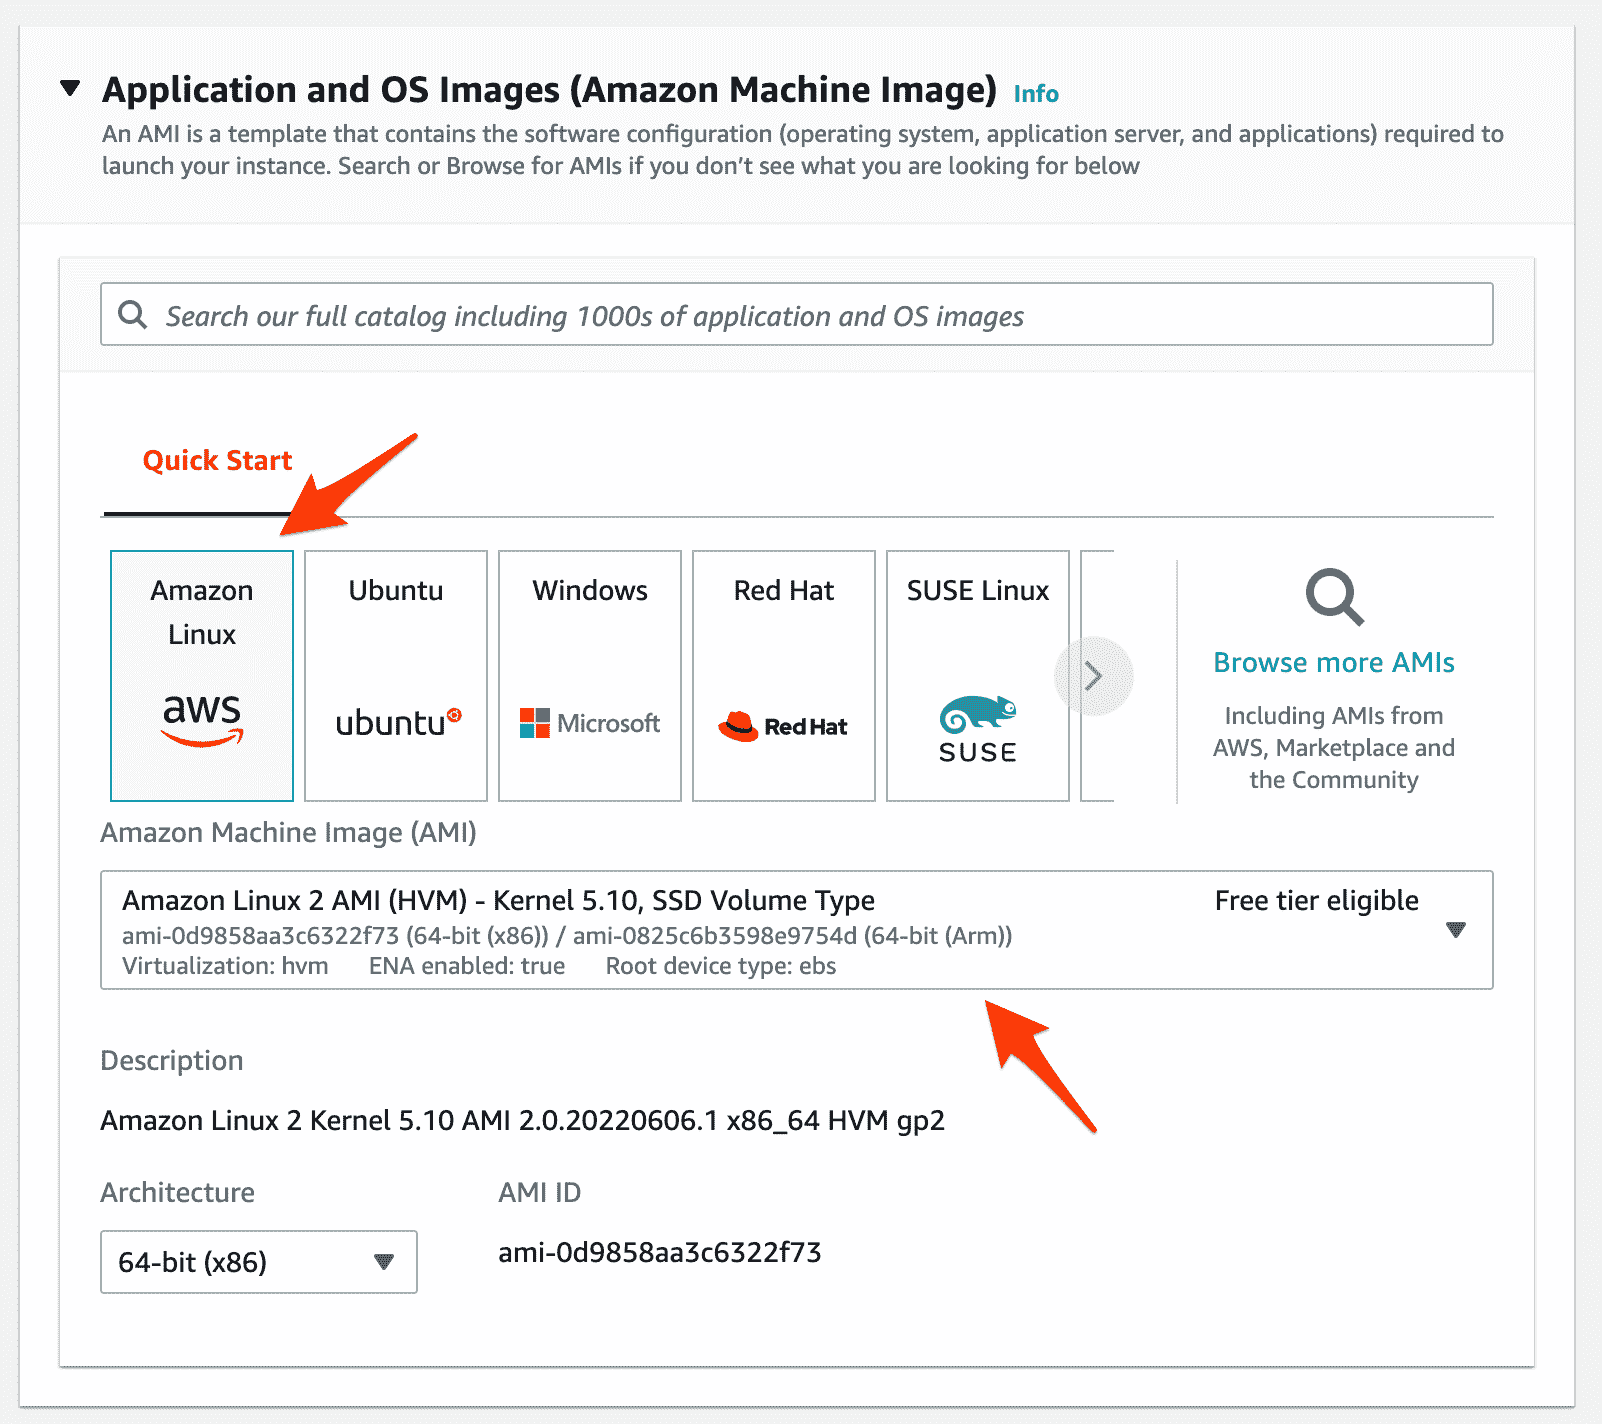 Application and OS Images (Amazon Machine Image) Info
An AMI is a template that contains the software configuration (operating system, application server, and applications) required to
launch your instance. Search or Browse for AMIs if you don’t see what you are looking for below
Search our full catalog including 1000s of application and OS images
Quick Start
Amazon
Linux
aws
Ubuntu
ubuntu
Windows
Microsoft
Red Hat
Red Hat
SUSE Linux
SUSE
Browse more AMIs
Including AMIs from
AWS, Marketplace and
the Community
Amazon Machine Image (AMI)
Amazon Linux 2 AMI (HVM) - Kernel 5.10, SSD Volume Type
Free tier eligible
ami-0d9858aa3c6322f73 (64-bit (x86)) / ami-0825c6b3598e9754d (64-bit (Arm))
Virtualization: hvm ENA enabled: true Root device type: ebs
Description
Amazon Linux 2 Kernel 5.10 AMI 2.0.20220606.1 x86_64 HVM gp2
Architecture
64-bit (x86)
AMI ID
ami-0d9858aa3c6322f73